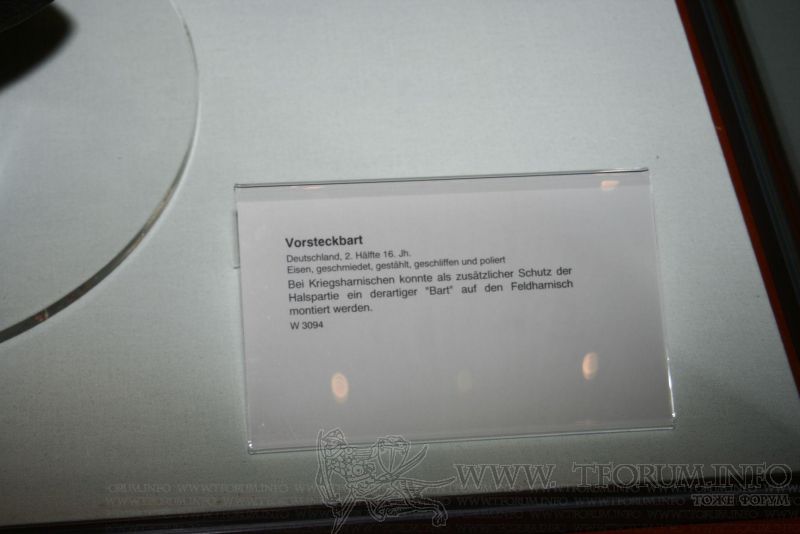 Vorsteckbart
Deutschland, 2. Hälfte 16. Jh.
Eisen, geschmiedet, gestählt, geschliffen und poliert
Bei Kriegsharnischen konnte als zusätzlicher Schutz der
Halspartie ein derartiger "Bart" auf den Feldharnisch
montiert werden.
W 3094
WWW. TFORUM.INFO
ТОЖЕ ФОРУМ